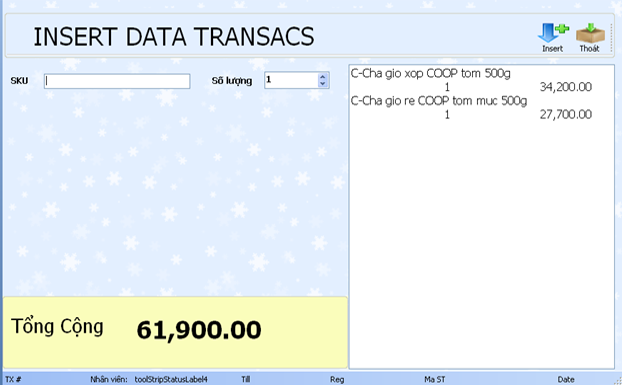 INSERT DATA TRANSACS
Insert
Thoát
SKU
Số lượng
1
C-Cha gio xop COOP tom 500g
1 34,200.00
C-Cha gio re COOP tom muc 500g
1 27,700.00
Tổng Cộng 61,900.00
TX # Nhân viên: toolStripStatusLabel4 Till Reg Ma ST Date